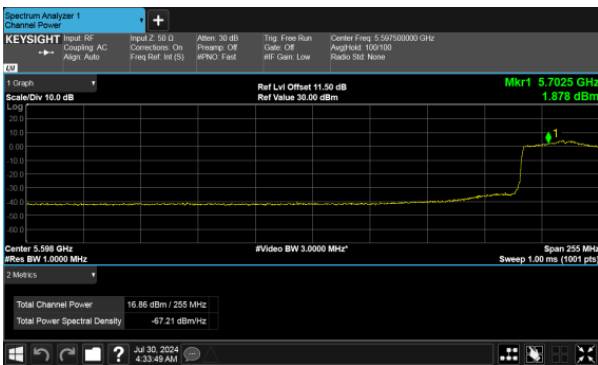 Spectrum Analyzer 1
Channel Power
+
KEYSIGHT Input: RF Input Z: 50 Ω Atten: 30 dB Trig: Free Run Center Freq: 5.597500000 GHz
Coupling: AC Corrections: On Preamp: Off Gate: Off Avg|Hold: 100/100
Align: Auto Freq Ref: Int (S) #PNO: Fast #IF Gain: Low Radio Std: None
LXI
1 Graph
Ref Lvl Offset 11.50 dB Mkr1 5.7025 GHz
Scale/Div 10.0 dB Ref Value 30.00 dBm 1.878 dBm
Log
20.0
10.0
1
0.00
-10.0
-20.0
-30.0
-40.0
-50.0
-60.0
Center 5.598 GHz #Video BW 3.0000 MHz* Span 255 MHz
#Res BW 1.0000 MHz Sweep 1.00 ms (1001 pts)
2 Metrics
Total Channel Power 16.86 dBm / 255 MHz
Total Power Spectral Density -67.21 dBm/Hz
? Jul 30, 2024
4:33:49 AM